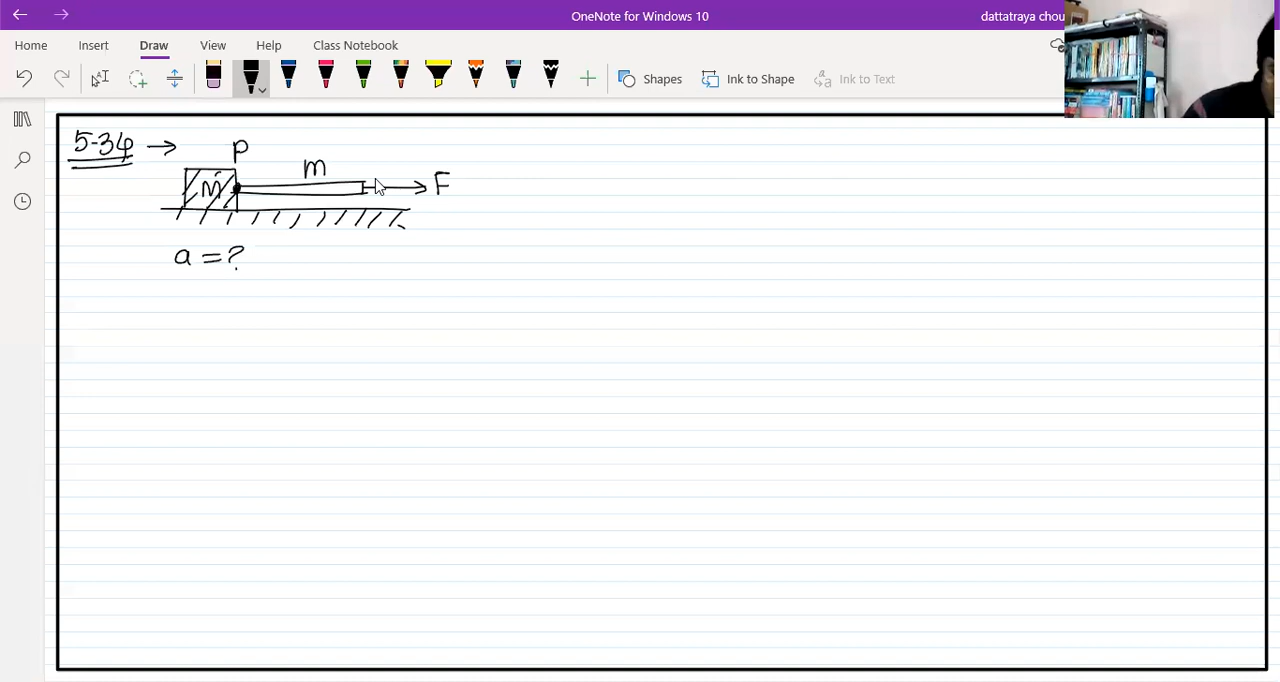 OneNote for Windows 10
dattatraya chou
Home Insert Draw View Help Class Notebook
Shapes Ink to Shape Ink to Text
5-34 →
P
m
M
F
a = ?